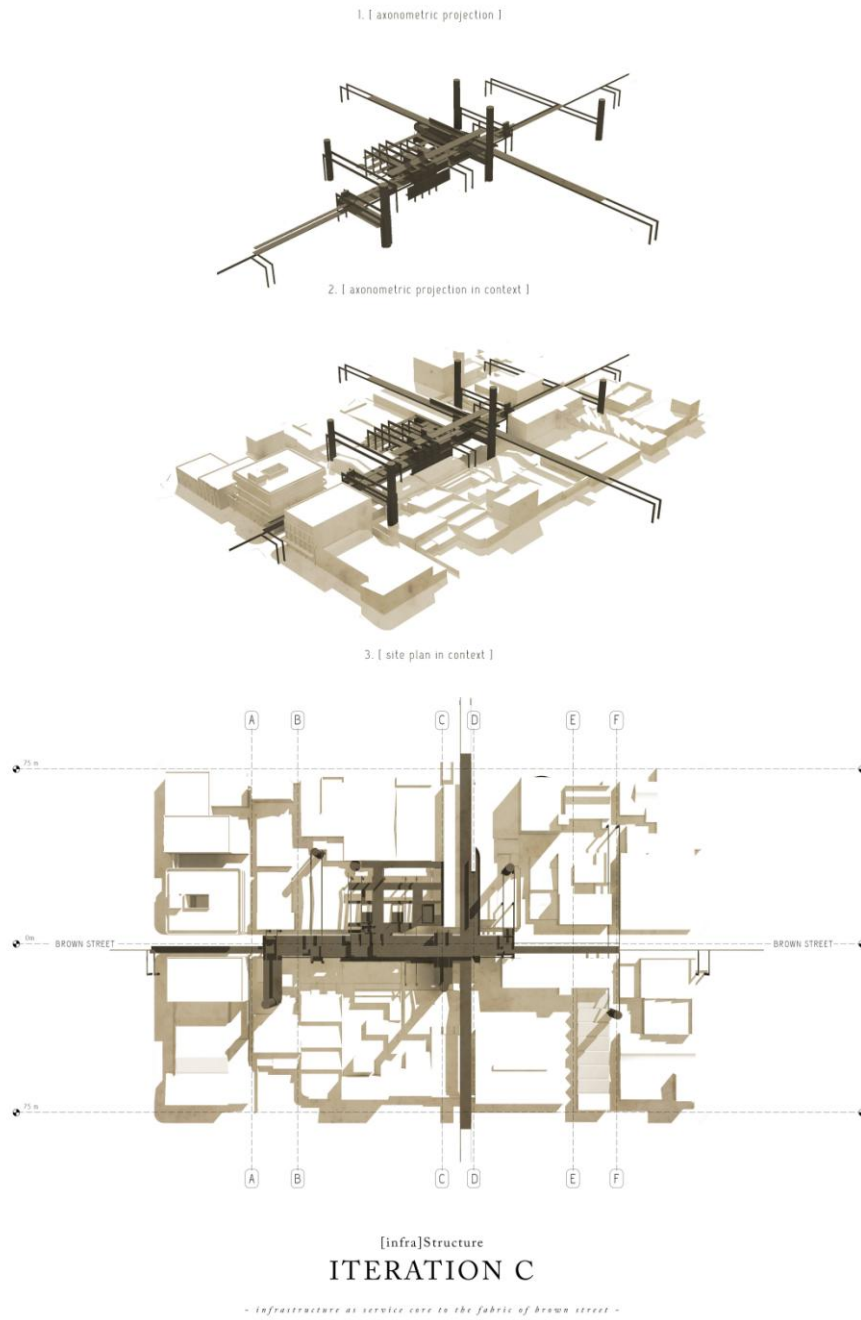 1. [ axonometric projection ]
2. [ axonometric projection in context ]
3. [ site plan in context ]
A B C D E F
75 m
0m
BROWN STREET
BROWN STREET
75 m
A B C D E F
[infra]Structure
ITERATION C
- infrastructure as service core to the fabric of brown street -